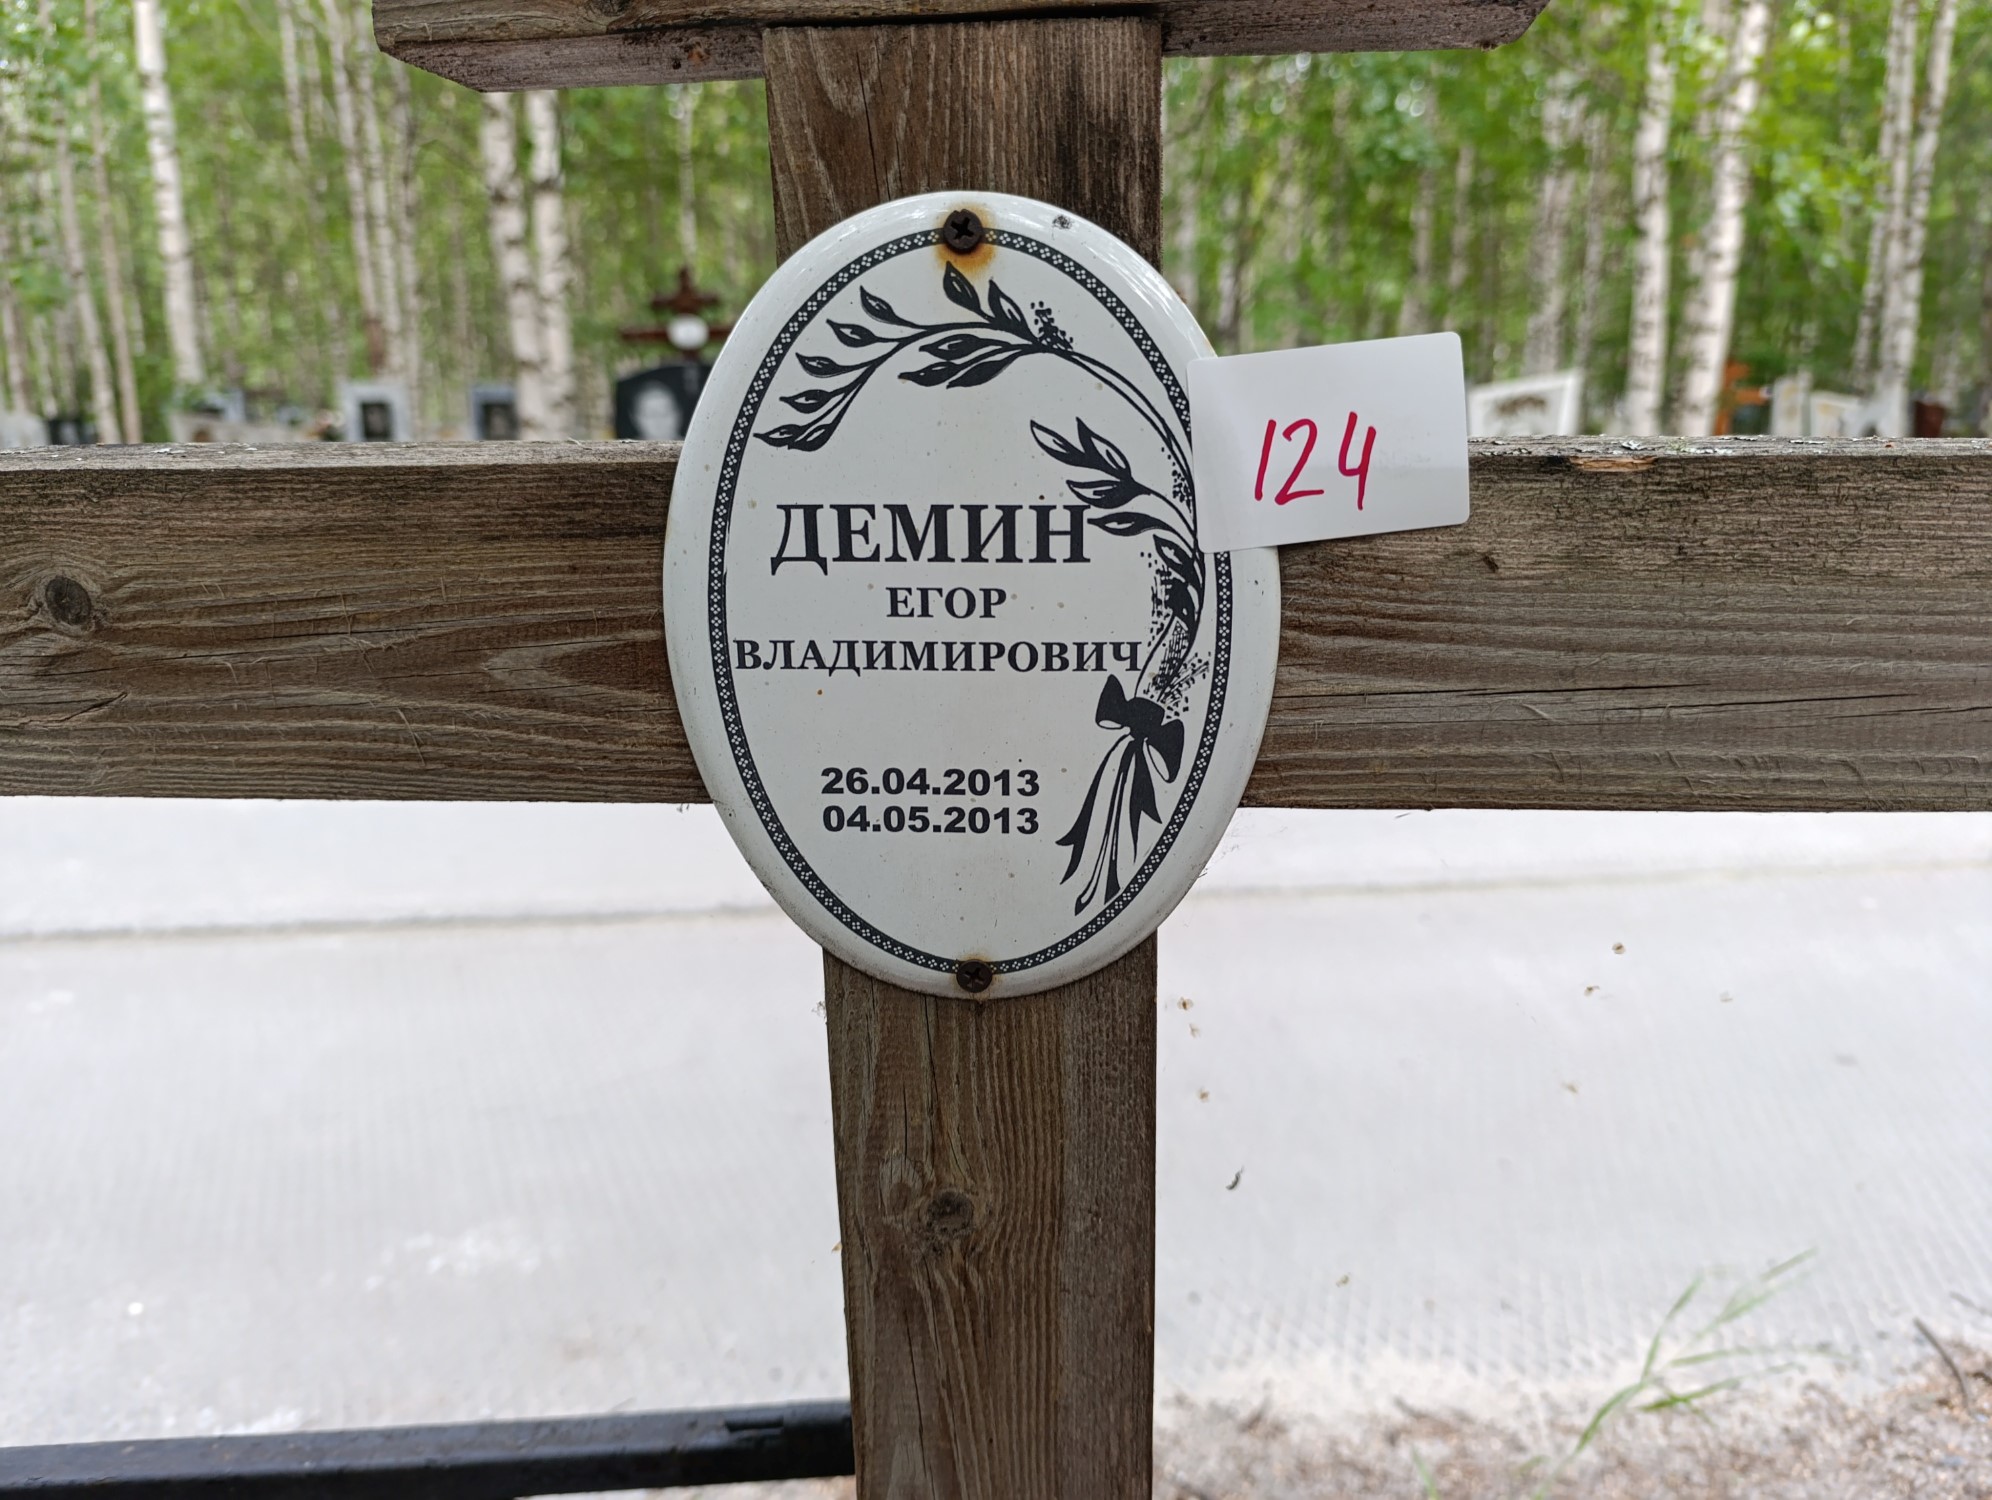 124
ДЕМИН
ЕГОР
ВЛАДИМИРОВИЧ
26.04.2013
04.05.2013